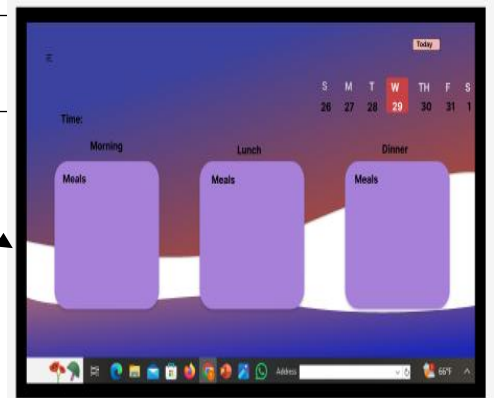 Today
S M T W TH F S
26 27 28 29 30 31 1
Time:
Morning Lunch Dinner
Meals Meals Meals
Address 66°F